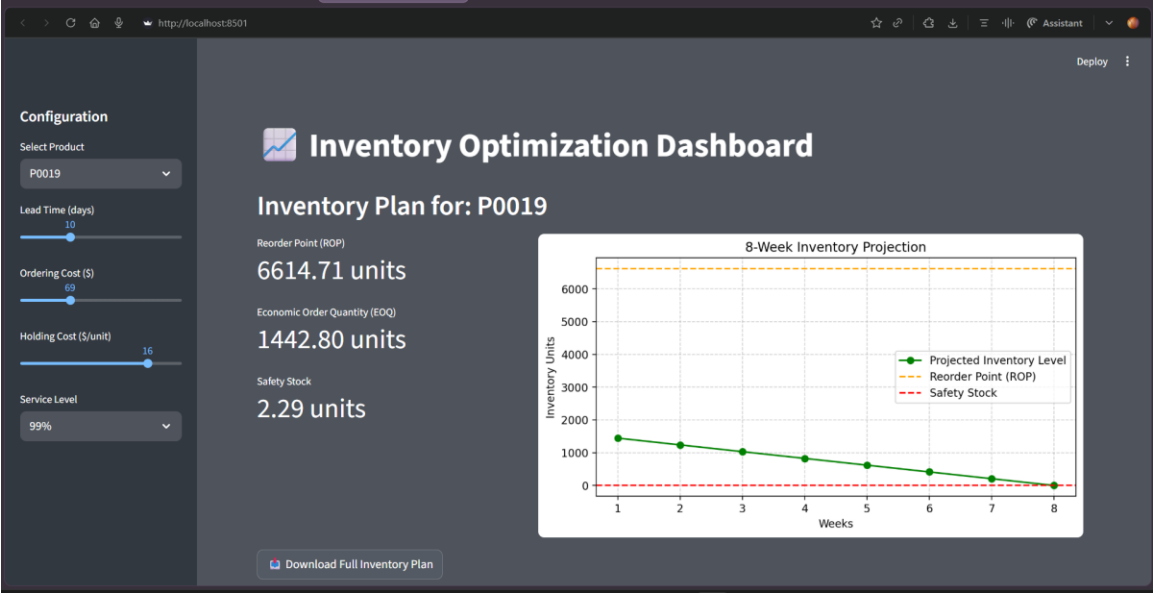 http://localhost:8501
Assistant
Deploy
Configuration
Select Product
P0019
Lead Time (days)
10
Ordering Cost ($)
69
Holding Cost ($/unit)
16
Service Level
99%
Inventory Optimization Dashboard
Inventory Plan for: P0019
Reorder Point (ROP)
6614.71 units
Economic Order Quantity (EOQ)
1442.80 units
Safety Stock
2.29 units
8-Week Inventory Projection
Inventory Units
6000
5000
4000
3000
2000
1000
0
Projected Inventory Level
Reorder Point (ROP)
Safety Stock
1 2 3 4 5 6 7 8
Weeks
Download Full Inventory Plan